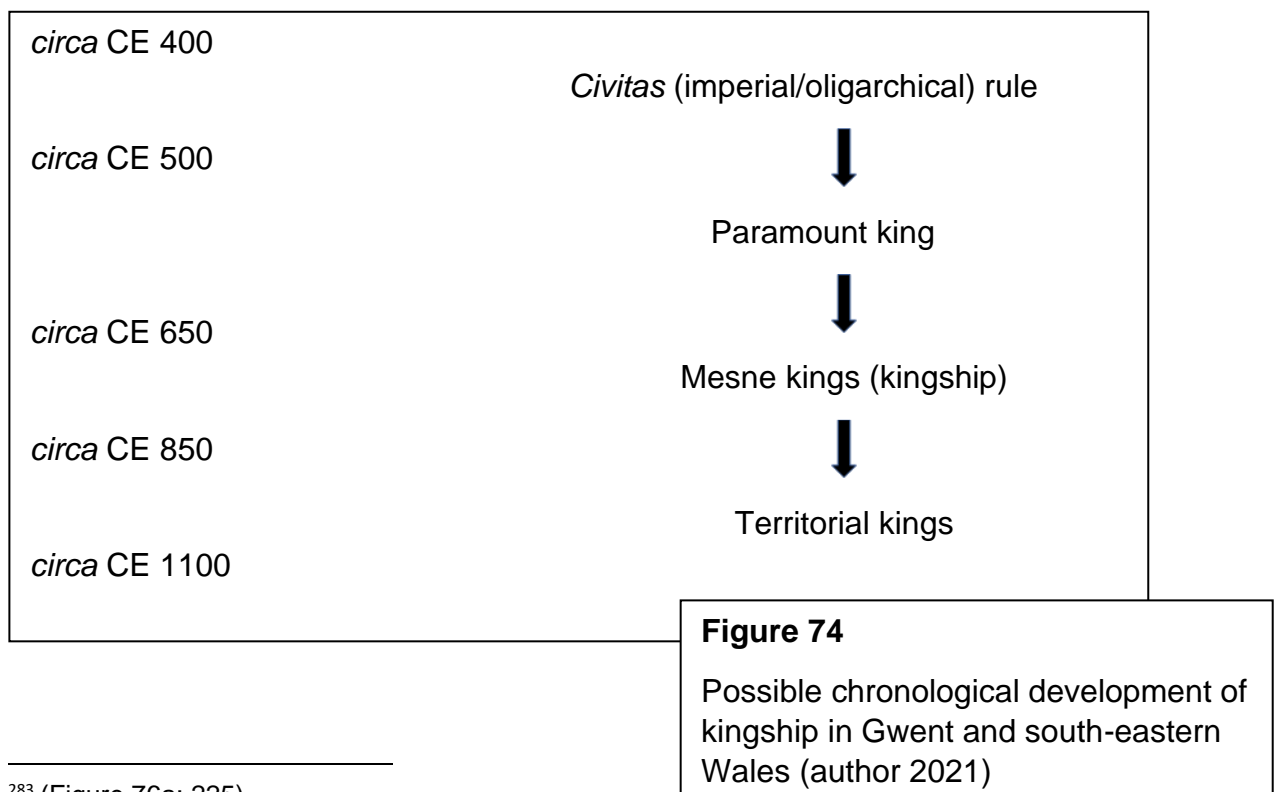 circa CE 400
Civitas (imperial/oligarchical) rule
circa CE 500
Paramount king
circa CE 650
Mesne kings (kingship)
circa CE 850
Territorial kings
circa CE 1100
Figure 74
Possible chronological development of
kingship in Gwent and south-eastern
Wales (author 2021)